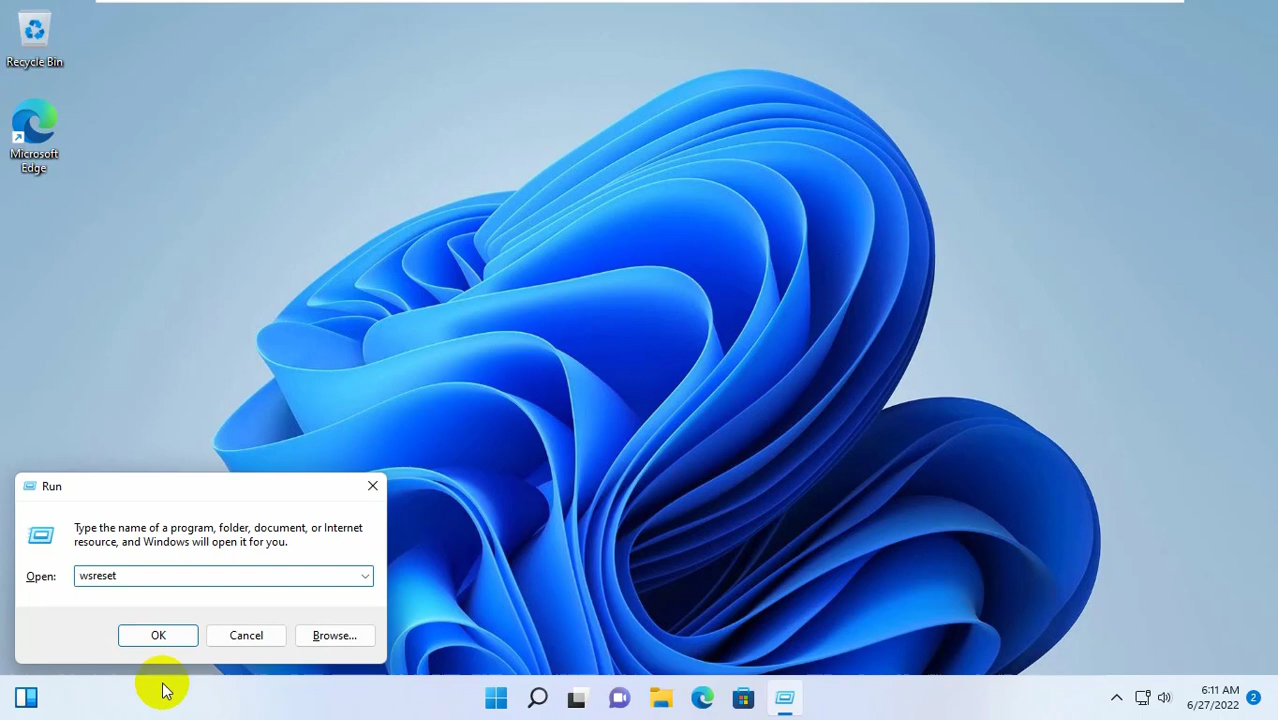 Recycle Bin
Microsoft
Edge
Run
Type the name of a program, folder, document, or Internet
resource, and Windows will open it for you.
Open:
wsreset
OK
Cancel
Browse...
6:11 AM
6/27/2022
2